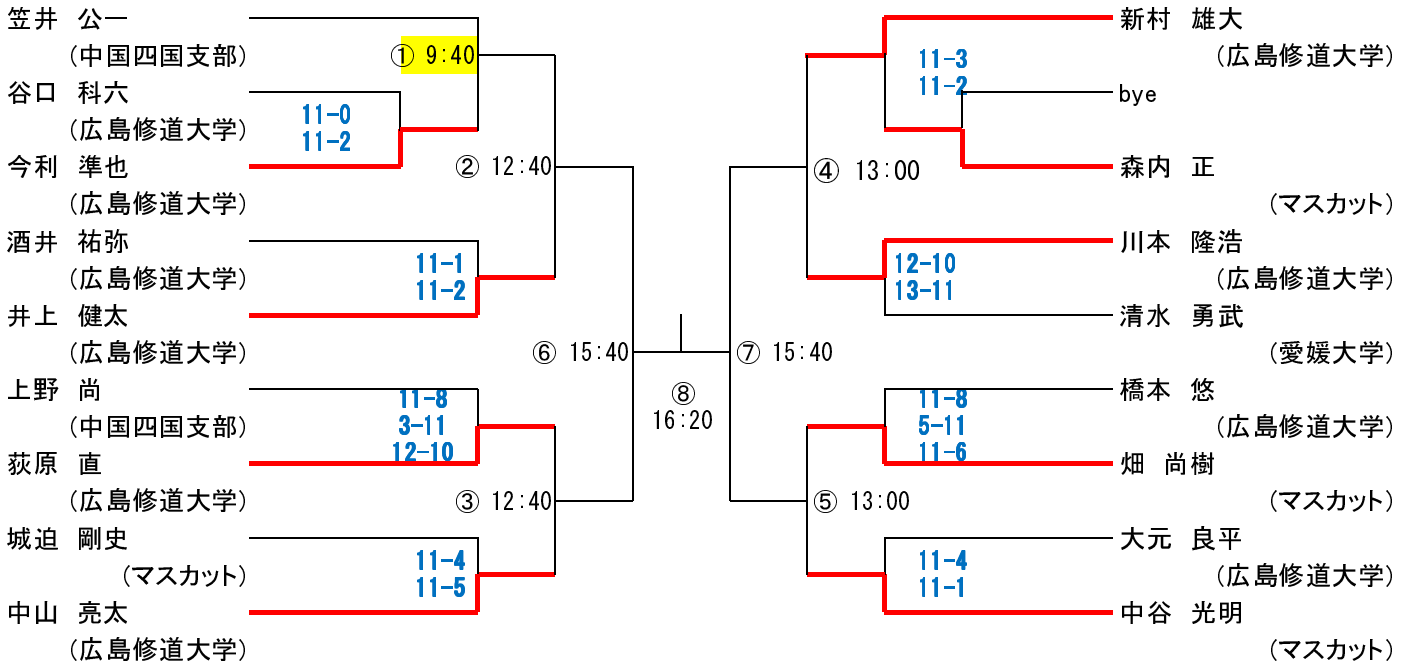 笠井 公一
(中国四国支部)
① 9:40
谷口 科六
(広島修道大学)
11-0
11-2
今利 準也
(広島修道大学)
② 12:40
酒井 祐弥
(広島修道大学)
11-1
11-2
井上 健太
(広島修道大学)
⑥ 15:40
上野 尚
(中国四国支部)
11-8
3-11
12-10
荻原 直
(広島修道大学)
③ 12:40
城迫 剛史
(マスカット)
11-4
11-5
中山 亮太
(広島修道大学)
⑧
16:20
新村 雄大
(広島修道大学)
11-3
11-2
bye
④ 13:00
森内 正
(マスカット)
川本 隆浩
(広島修道大学)
12-10
13-11
清水 勇武
(愛媛大学)
⑦ 15:40
橋本 悠
(広島修道大学)
11-8
5-11
11-6
畑 尚樹
(マスカット)
⑤ 13:00
大元 良平
(広島修道大学)
11-4
11-1
中谷 光明
(マスカット)